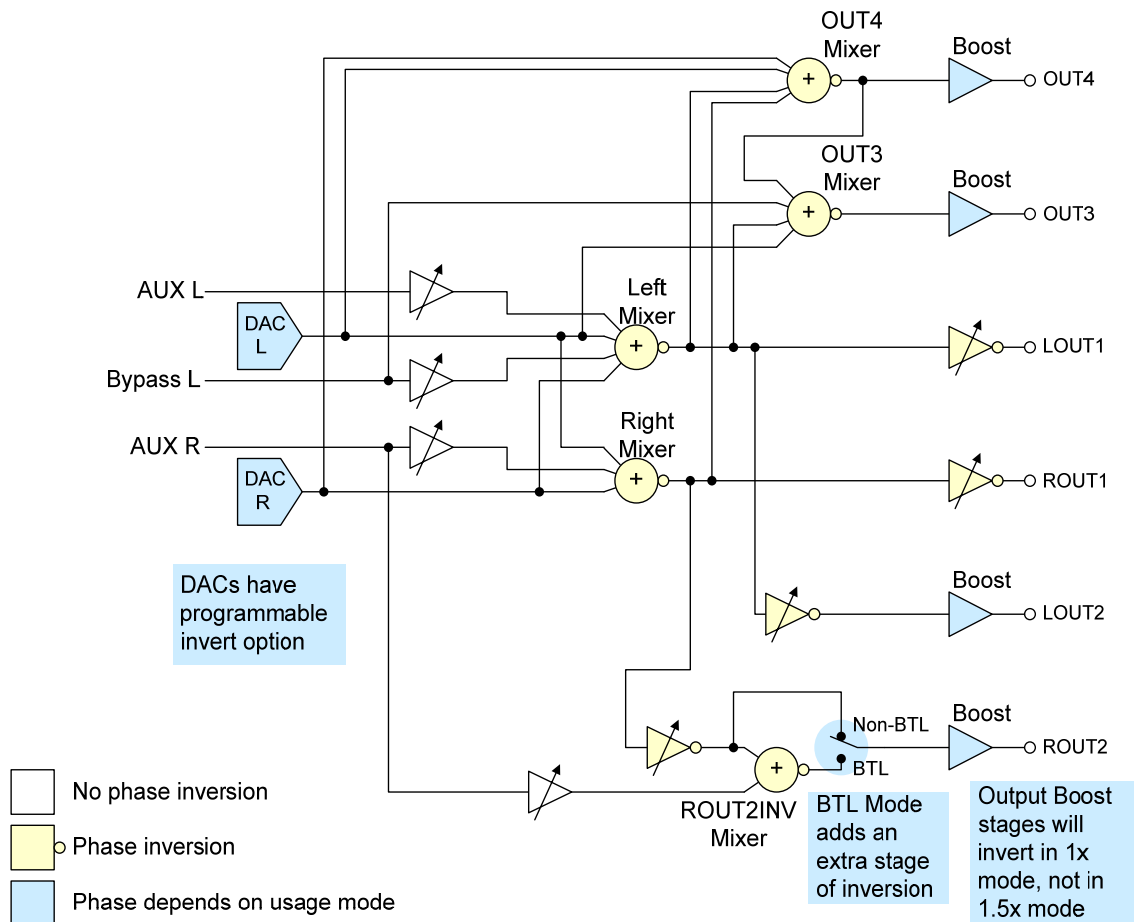 OUT4
Mixer
Boost
+
OUT4
OUT3
Mixer
Boost
+
OUT3
AUX L
Left
Mixer
DAC
L
+
LOUT1
Bypass L
AUX R
Right
Mixer
DAC
R
+
ROUT1
DACs have
programmable
invert option
Boost
LOUT2
Non-BTL
Boost
+
ROUT2
BTL
ROUT2INV
Mixer
BTL Mode
adds an
extra stage
of inversion
Output Boost
stages will
invert in 1x
mode, not in
1.5x mode
No phase inversion
Phase inversion
Phase depends on usage mode